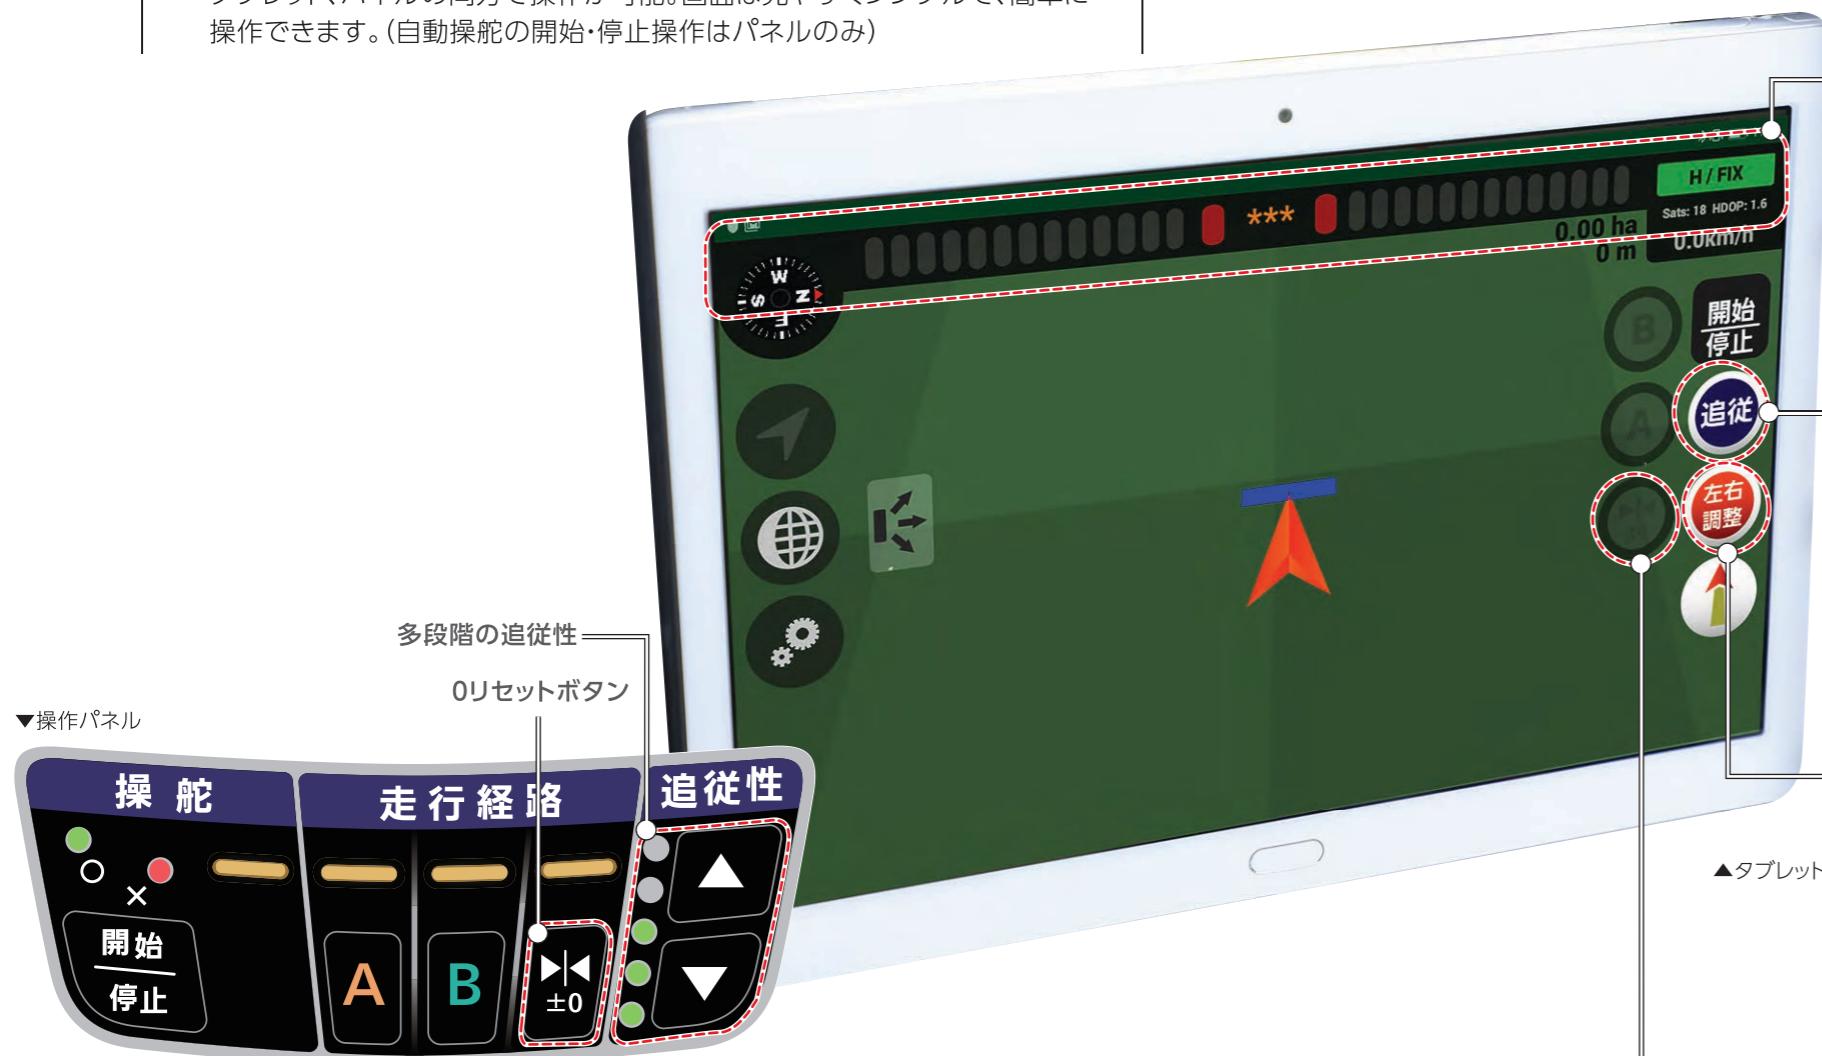 操作できます。(自動操舵の開始・停止操作はパネルのみ)
H / FIX
Sats: 18 HDOP: 1.6
***
0.00 ha
0 m
0.0km/h
W
S
N
E
B
開始
停止
A
追従
左右
調整
多段階の追従性
0リセットボタン
▼操作パネル
▲タブレット
操舵
走行経路
追従性
開始
停止
A
B
±0